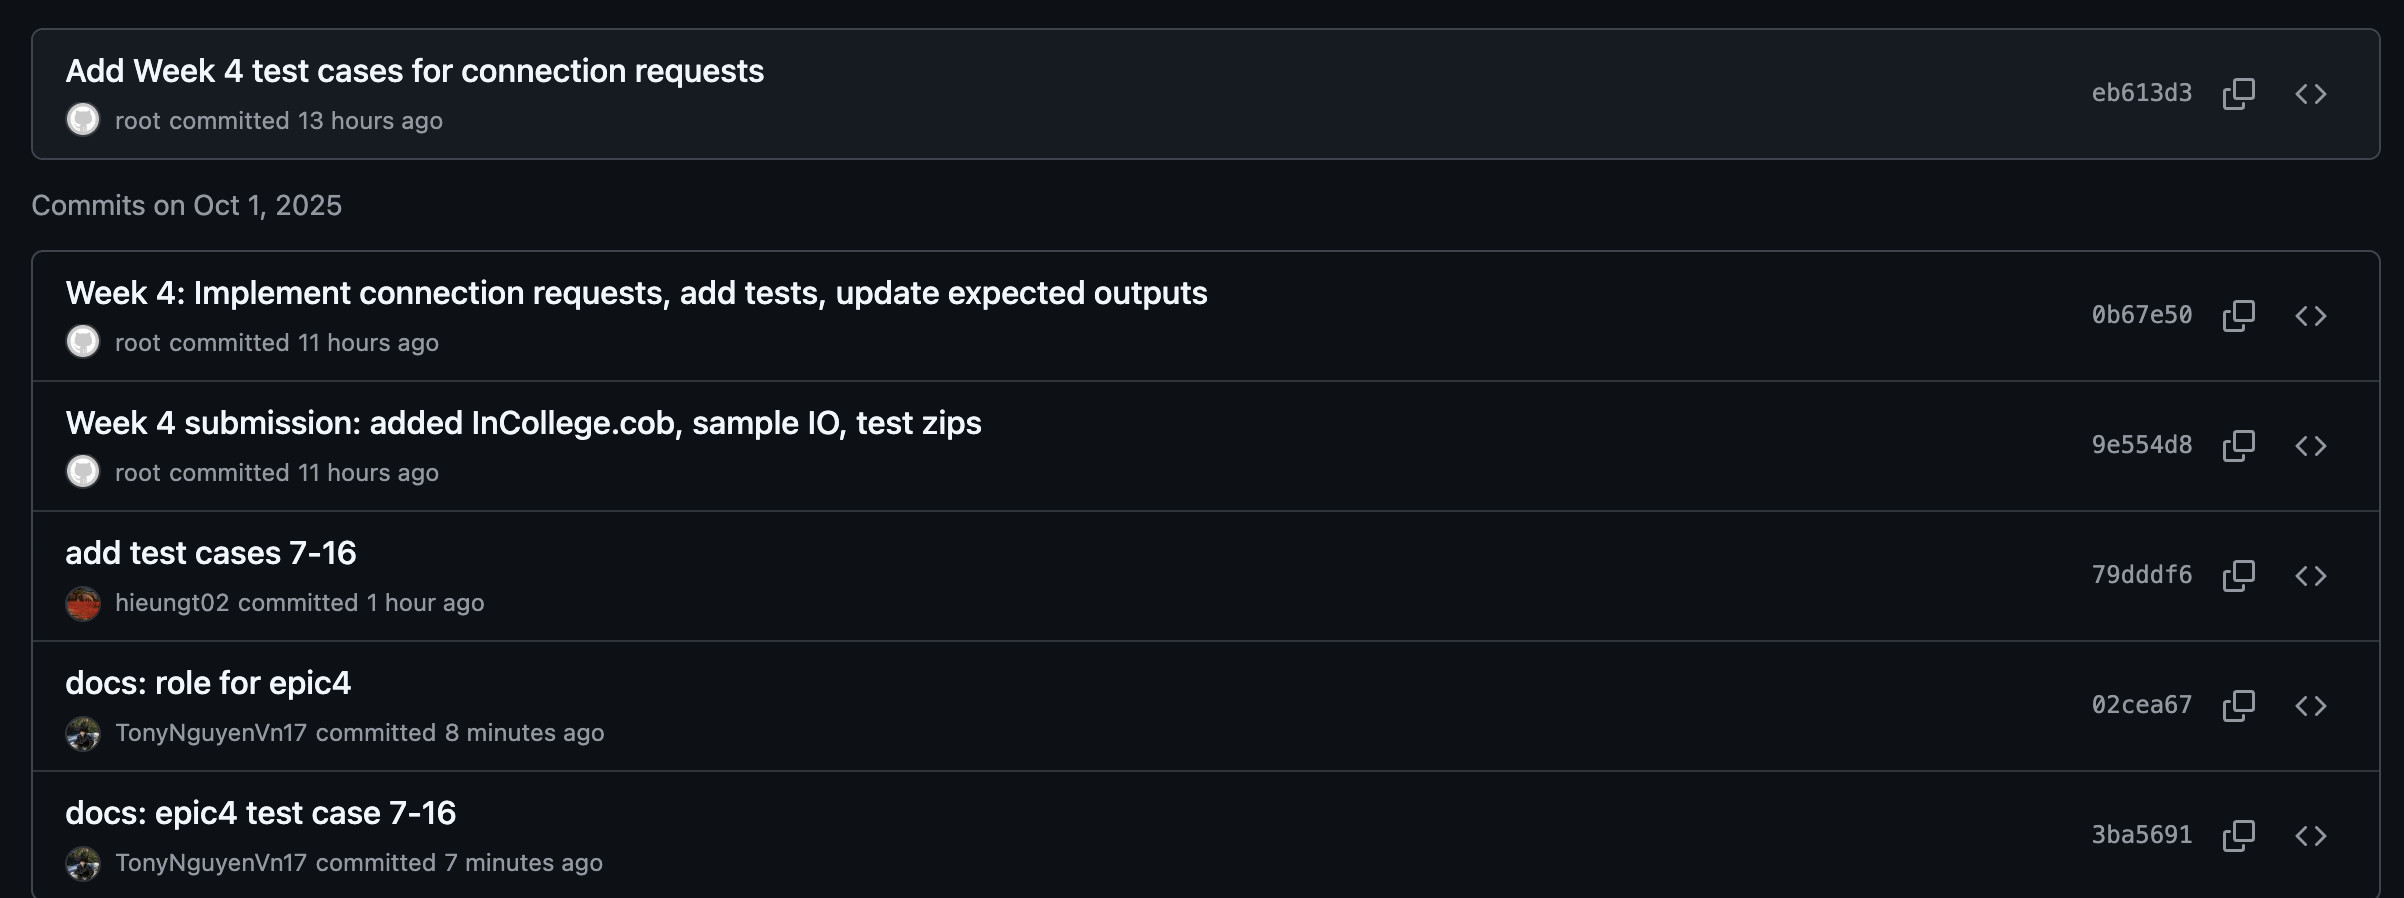 Add Week 4 test cases for connection requests
eb613d3
root committed 13 hours ago
Commits on Oct 1, 2025
Week 4: Implement connection requests, add tests, update expected outputs
0b67e50
root committed 11 hours ago
Week 4 submission: added InCollege.cob, sample IO, test zips
9e554d8
root committed 11 hours ago
add test cases 7-16
79dddf6
hieungt02 committed 1 hour ago
docs: role for epic4
02cea67
TonyNguyenVn17 committed 8 minutes ago
docs: epic4 test case 7-16
3ba5691
TonyNguyenVn17 committed 7 minutes ago